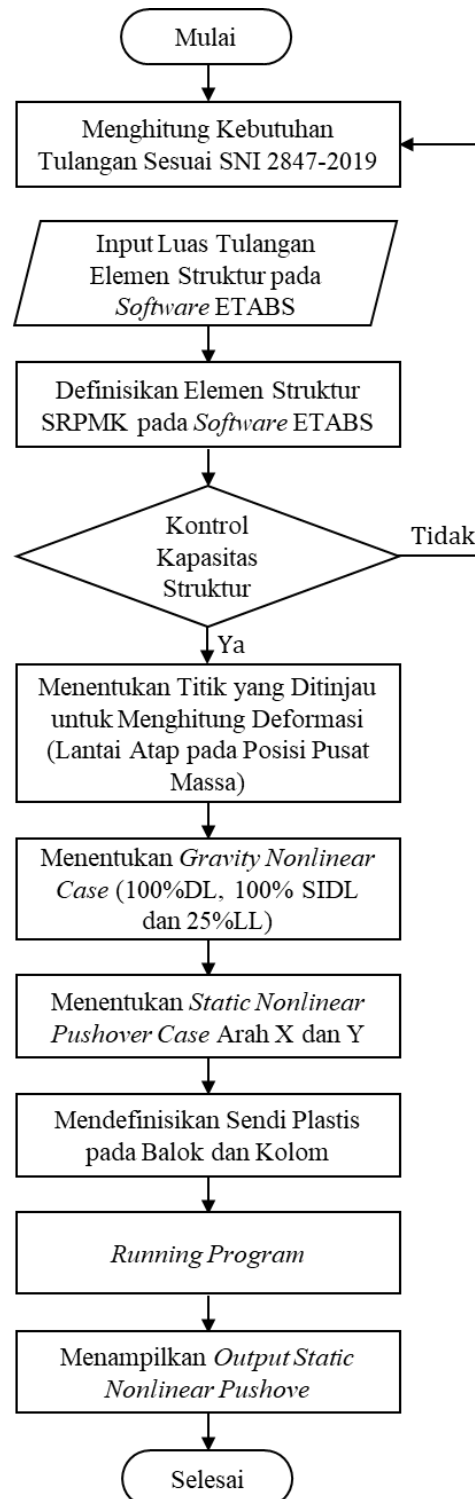 Mulai
Menghitung Kebutuhan
Tulangan Sesuai SNI 2847-2019
Input Luas Tulangan
Elemen Struktur pada
Software ETABS
Definisikan Elemen Struktur
SRPMK pada Software ETABS
Kontrol
Kapasitas
Struktur
Tidak
Ya
Menentukan Titik yang Ditinjau
untuk Menghitung Deformasi
(Lantai Atap pada Posisi Pusat
Massa)
Menentukan Gravity Nonlinear
Case (100%DL, 100% SIDL
dan 25%LL)
Menentukan Static Nonlinear
Pushover Case Arah X dan Y
Mendefinisikan Sendi Plastis
pada Balok dan Kolom
Running Program
Menampilkan Output Static
Nonlinear Pushove
Selesai